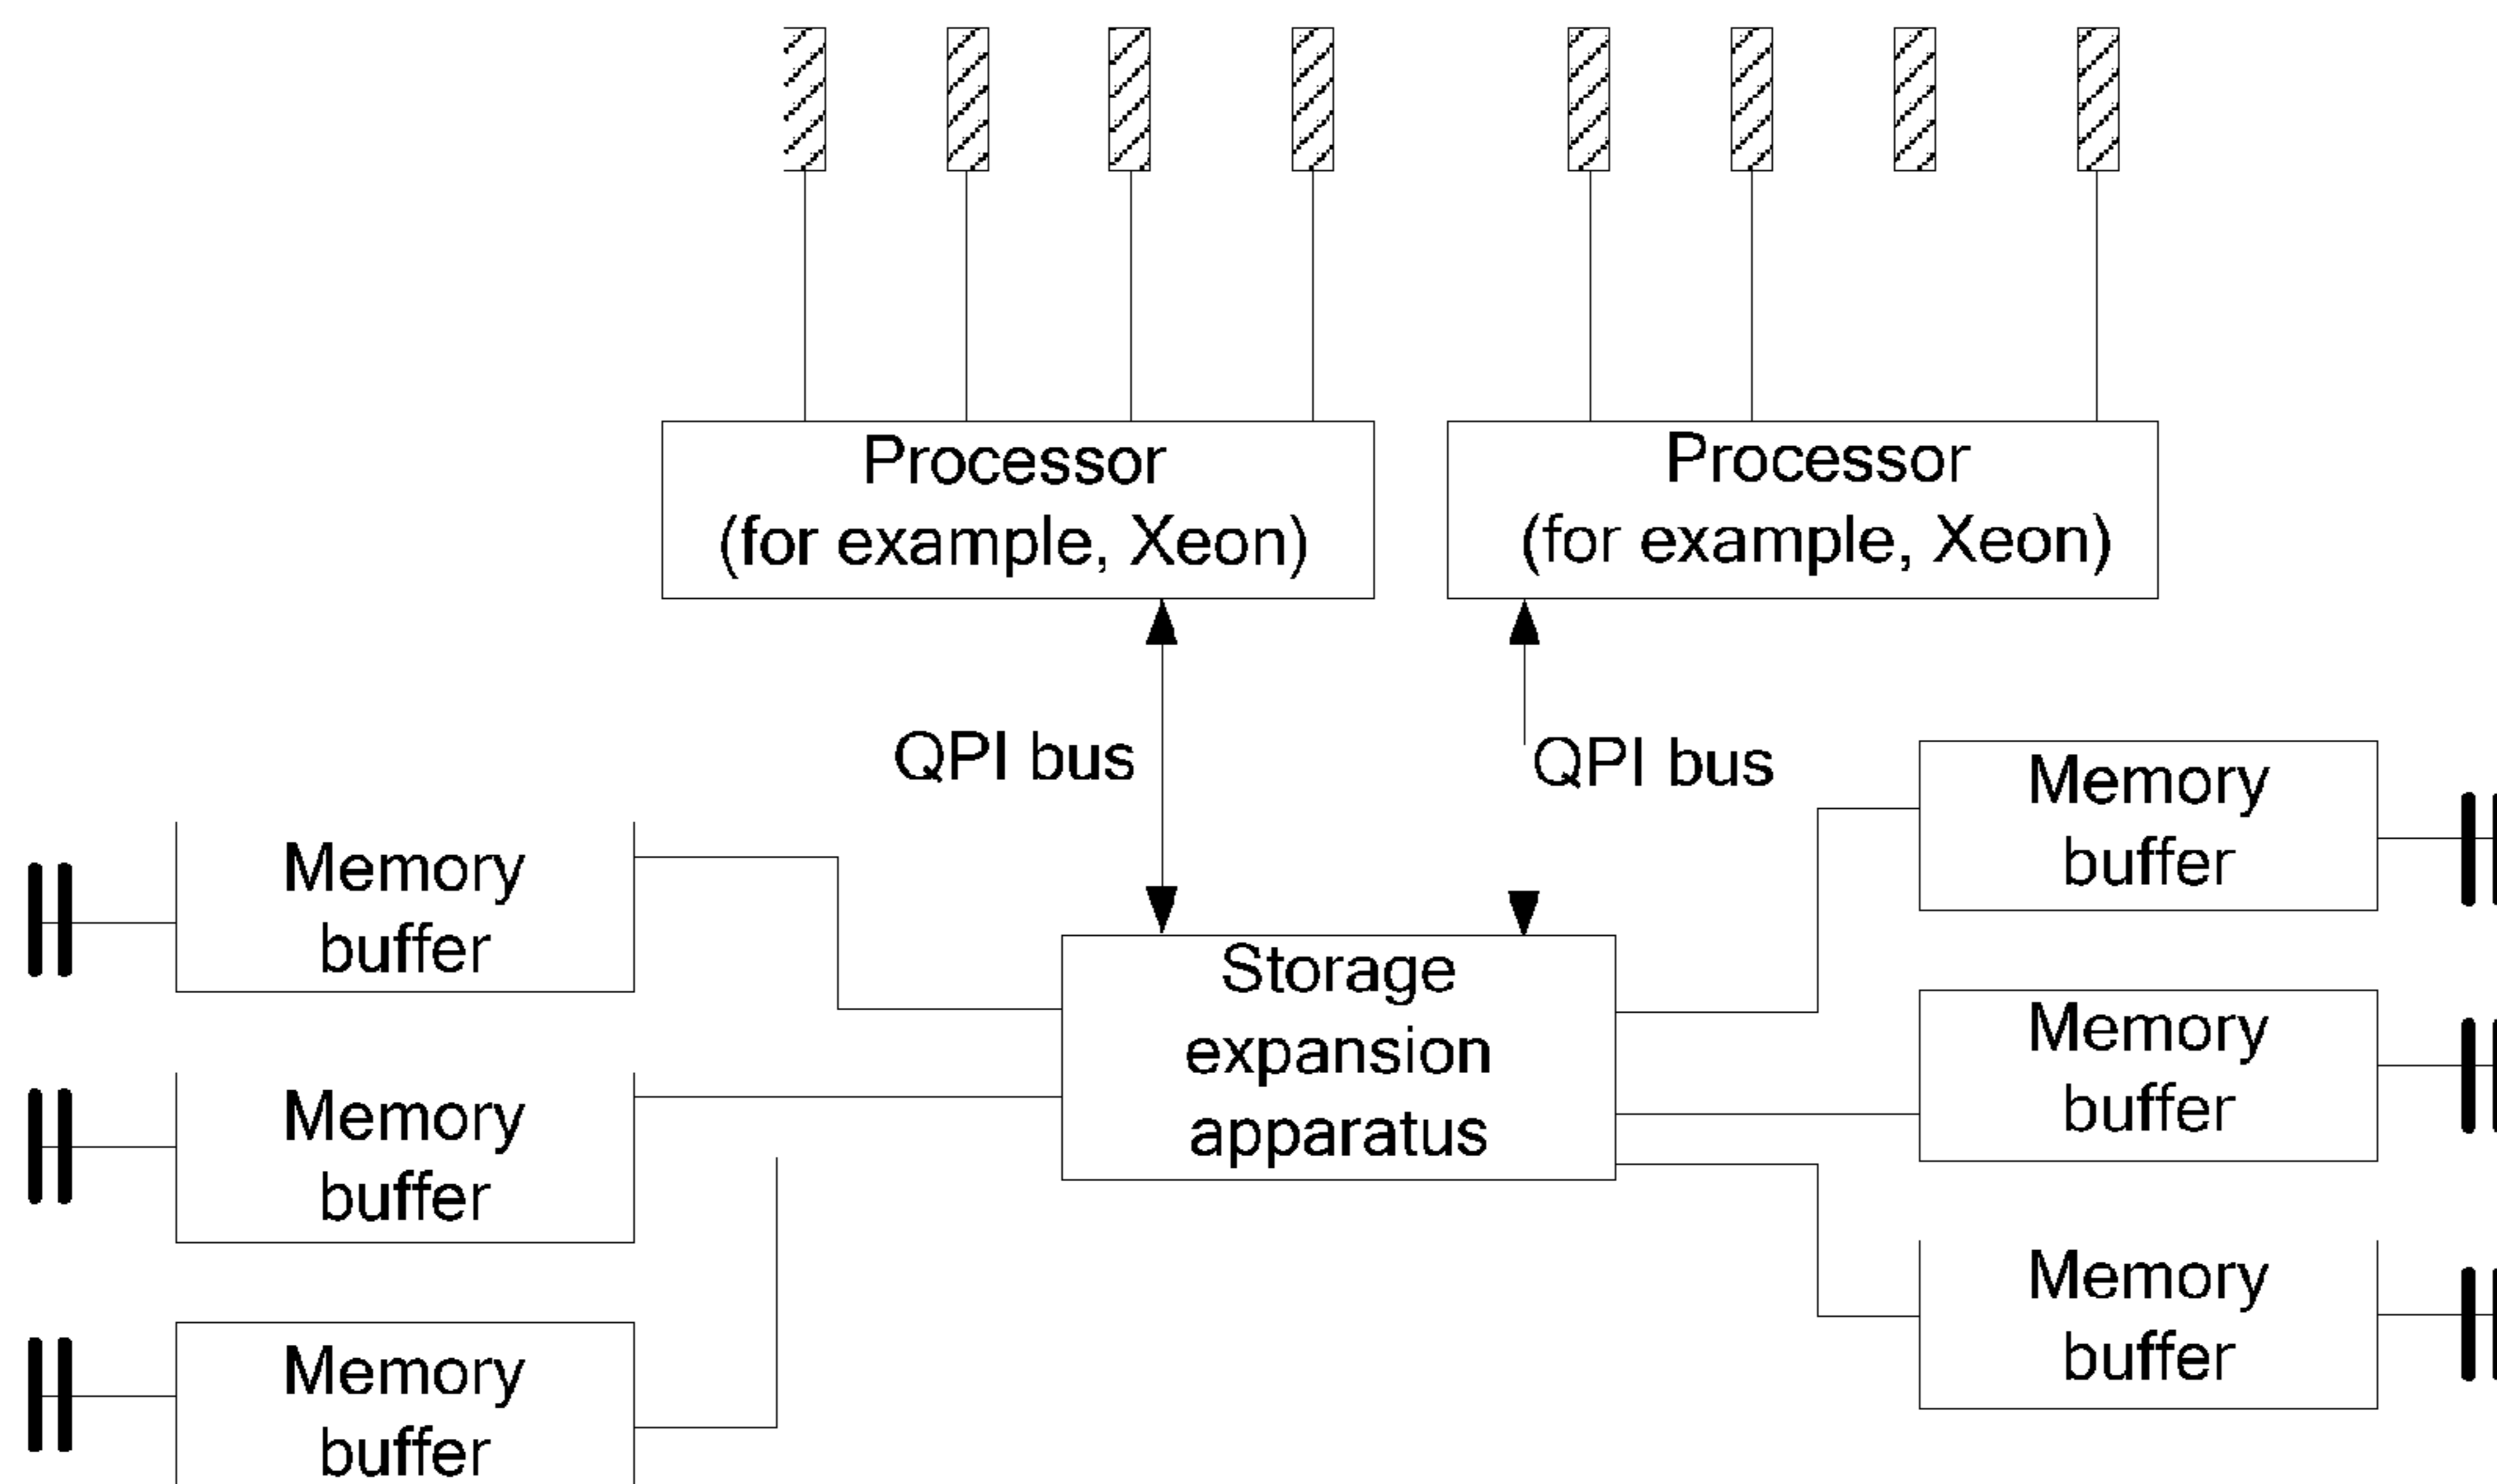 Processor
(for example, Xeon)
Processor
(for example, Xeon)
QPI bus
QPI bus
Memory
buffer
Memory
buffer
Memory
buffer
Storage
expansion
apparatus
Memory
buffer
Memory
buffer
Memory
buffer